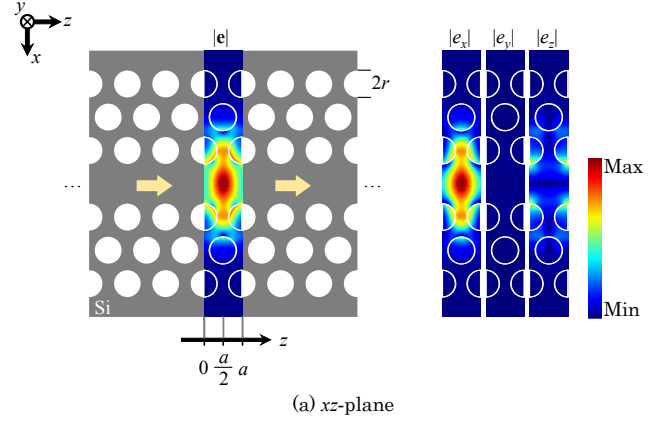 y
z
x
|e|
|e_x| |e_y| |e_z|
2r
... ...
Max
Min
Si
z
0 a/2 a
(a) xz-plane